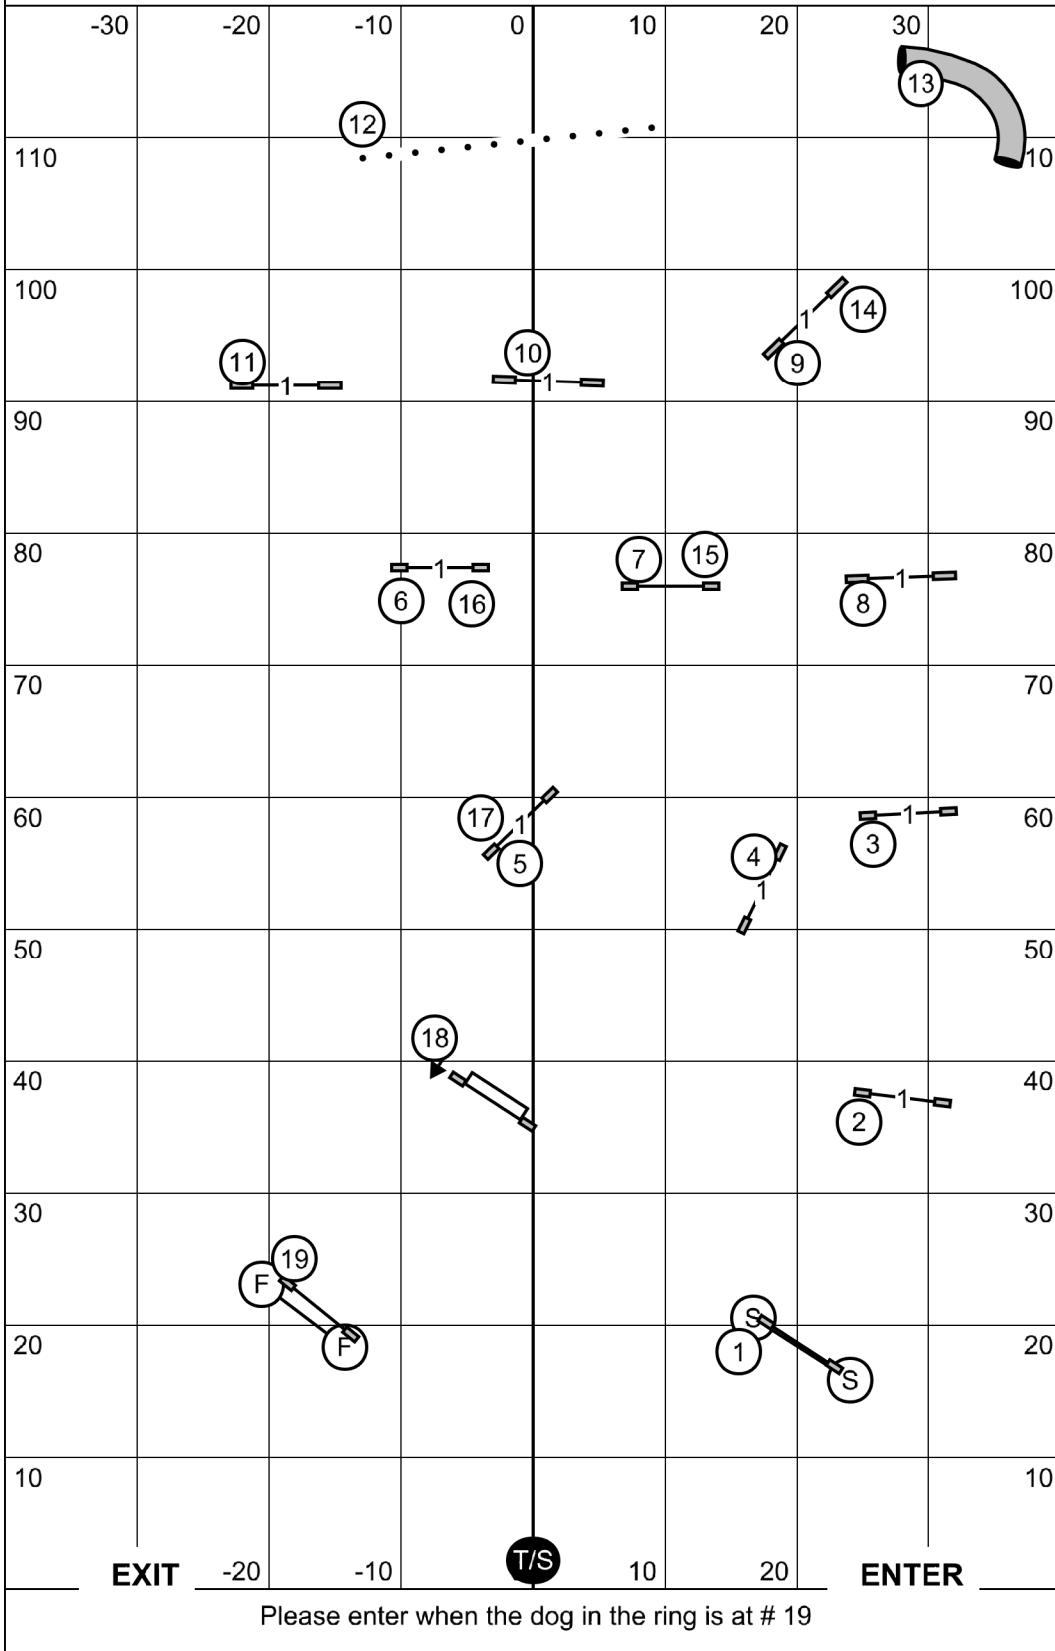 -30 -20 -10 0 10 20 30
13
12
110 10
100 100
14
10
11 1 9
1 1
90 90
80 7 15 80
1 1
6 16 8
70 70
60 17 1 60
1 3
4
5
1
50 50
18
40 40
1
2
30 30
19
F
S
20 F 1 20
S
10 10
T/S
EXIT -20 -10 10 20 ENTER
Please enter when the dog in the ring is at # 19